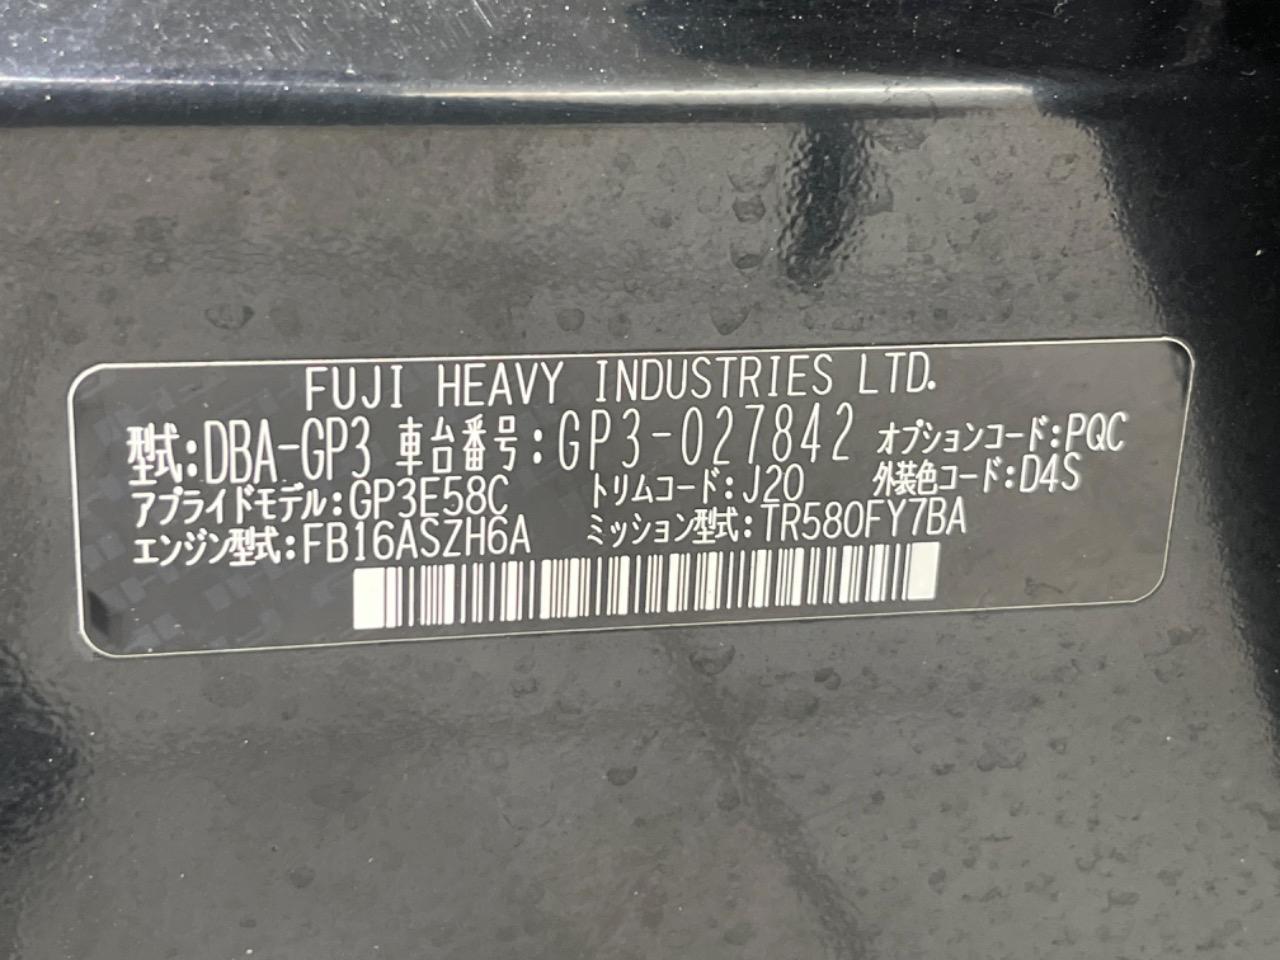 FUJI HEAVY INDUSTRIES LTD.
型式:DBA-GP3 車台番号:GP3-027842 オプションコード:PQC
アプライドモデル:GP3E58C トリムコード:J20 外装色コード:D4S
エンジン型式:FB16ASZH6A ミッション型式:TR580FY7BA